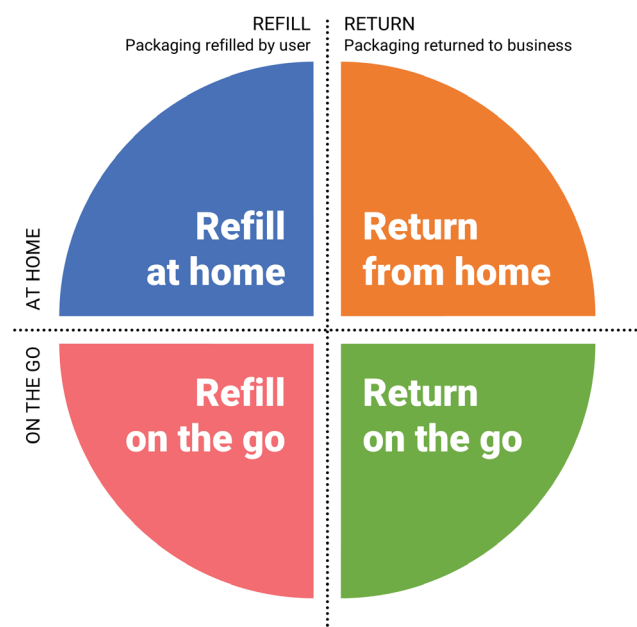 REFILL
Packaging refilled by user
RETURN
Packaging returned to business
AT HOME
Refill
at home
Return
from home
ON THE GO
Refill
on the go
Return
on the go